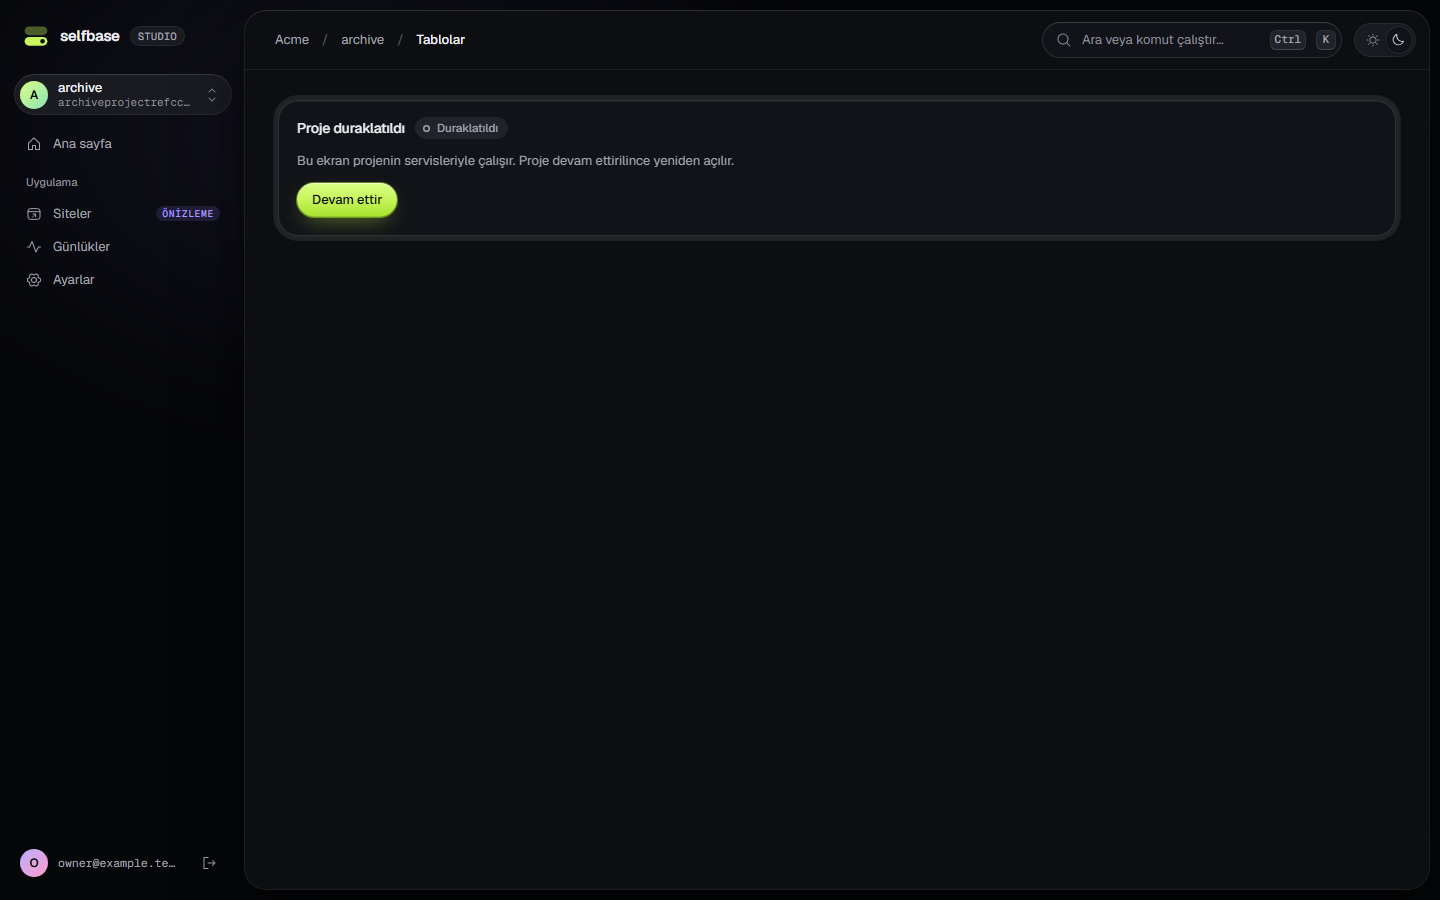 selfbase STUDIO
archive
archiveprojectrefcc…
Ana sayfa
Uygulama
Siteler ÖNİZLEME
Günlükler
Ayarlar
O owner@example.te…
Acme / archive / Tablolar
Ara veya komut çalıştır… Ctrl K
Proje duraklatıldı Duraklatıldı
Bu ekran projenin servisleriyle çalışır. Proje devam ettirilince yeniden açılır.
Devam ettir
A